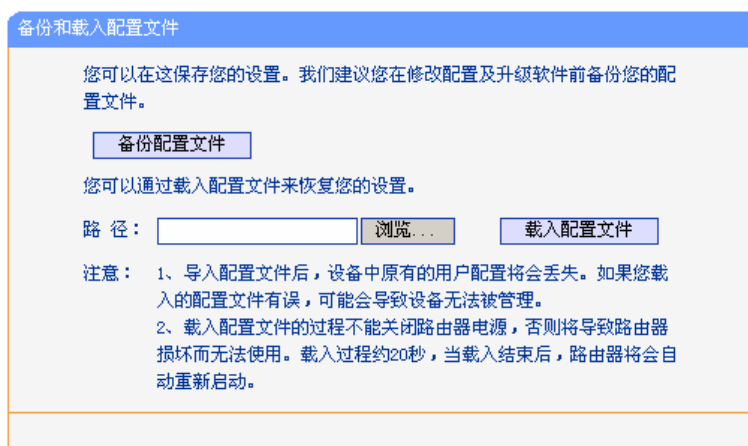 备份和载入配置文件
您可以在这保存您的设置。我们建议您在修改配置及升级软件前备份您的配
置文件。
备份配置文件
您可以通过载入配置文件来恢复您的设置。
路 径： 浏览... 载入配置文件
注意： 1、导入配置文件后，设备中原有的用户配置将会丢失。如果您载
入的配置文件有误，可能会导致设备无法被管理。
2、载入配置文件的过程不能关闭路由器电源，否则将导致路由器
损坏而无法使用。载入过程约20秒，当载入结束后，路由器将会自
动重新启动。